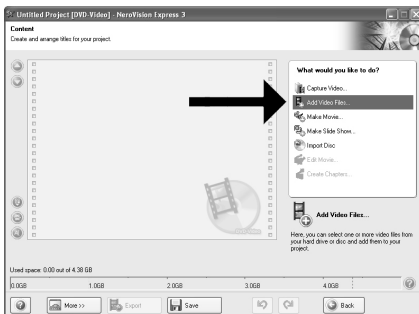 Untitled Project [DVD-Video] - NeroVision Express 3
Content
Create and arrange titles for your project.
What would you like to do?
Capture Video...
Add Video Files...
Make Movie...
Make Slide Show...
Import Disc
Edit Movie...
Create Chapters...
Add Video Files...
Here, you can select one or more video files from
your hard drive or disc and add them to your
project.
Used space: 0.00 out of 4.38 GB
0.0GB 1.0GB 2.0GB 3.0GB 4.0GB
More >> Export Save Back